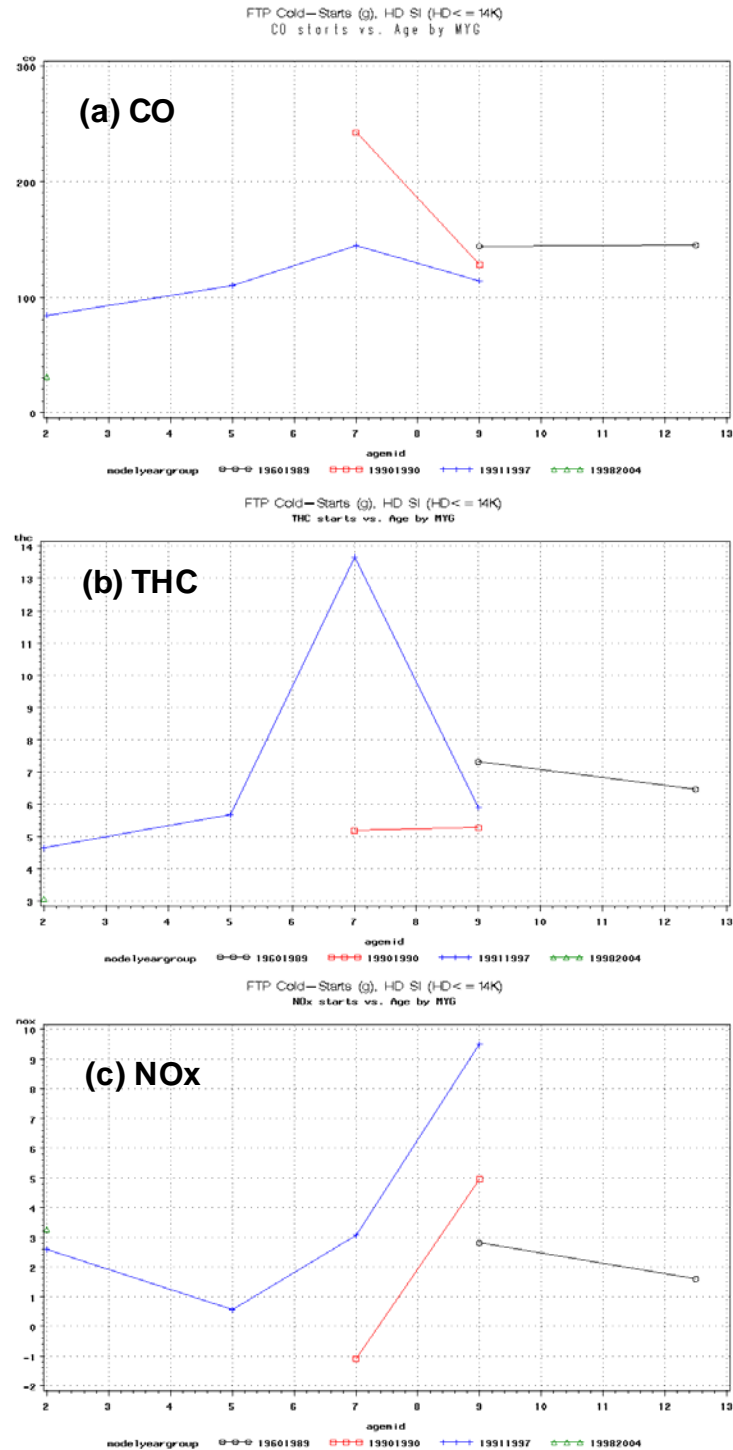 FTP Cold-Starts (g), HD SI (HD<=14K)
CO starts vs. Age by MYG
co
300
(a) CO
200
100
0
2 3 4 5 6 7 8 9 10 11 12 13
agemid
modelyeargroup 19601989 19901990 19911997 19982004
FTP Cold-Starts (g), HD SI (HD<=14K)
THC starts vs. Age by MYG
thc
14
(b) THC
13
12
11
10
9
8
7
6
5
4
3
2 3 4 5 6 7 8 9 10 11 12 13
agemid
modelyeargroup 19601989 19901990 19911997 19982004
FTP Cold-Starts (g), HD SI (HD<=14K)
NOx starts vs. Age by MYG
nox
10
9
(c) NOx
8
7
6
5
4
3
2
1
0
-1
-2
2 3 4 5 6 7 8 9 10 11 12 13
agemid
modelyeargroup 19601989 19901990 19911997 19982004